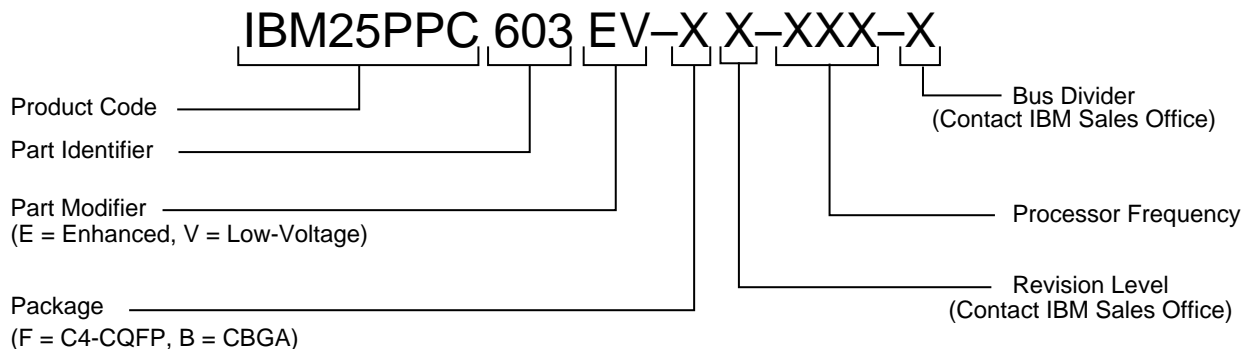 IBM25PPC 603 EV–X X–XXX–X
Product Code
Part Identifier
Part Modifier
(E = Enhanced, V = Low-Voltage)
Package
(F = C4-CQFP, B = CBGA)
Bus Divider
(Contact IBM Sales Office)
Processor Frequency
Revision Level
(Contact IBM Sales Office)